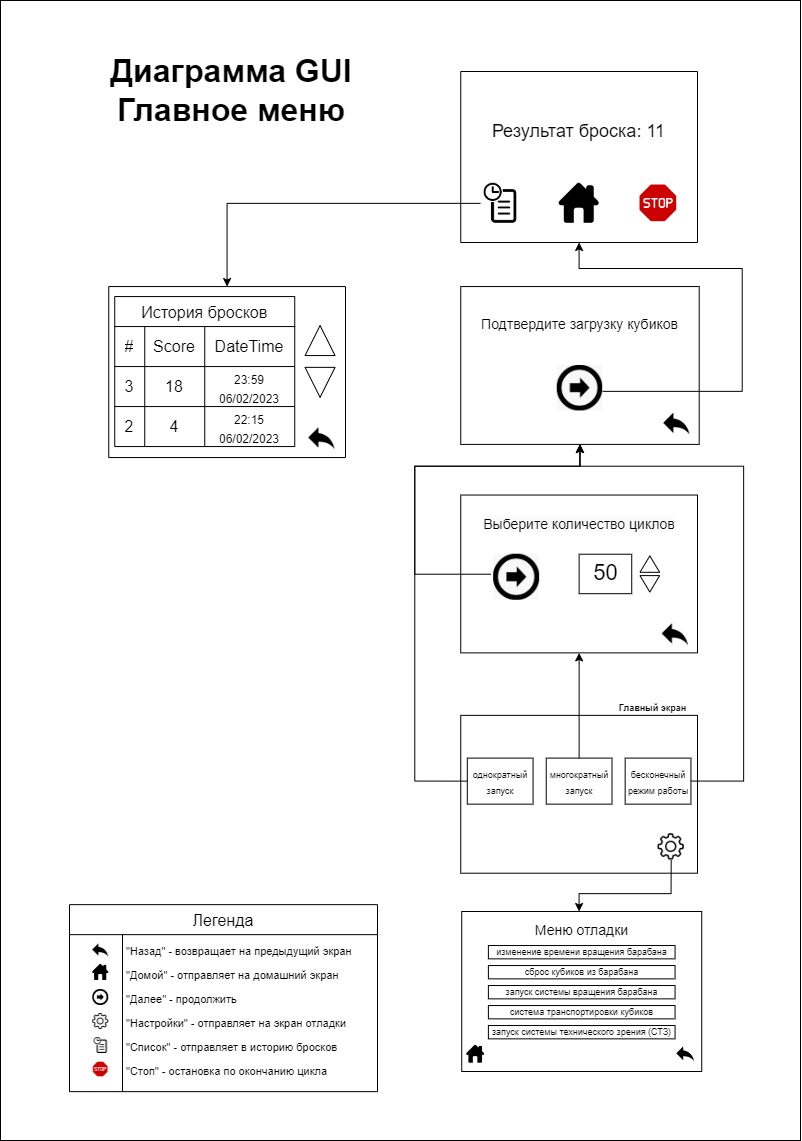 Диаграмма GUI
Главное меню
Результат броска: 11
STOP
История бросков
# Score DateTime
3 18 23:59
06/02/2023
2 4 22:15
06/02/2023
Подтвердите загрузку кубиков
Выберите количество циклов
50
Главный экран
однократный
запуск
многократный
запуск
бесконечный
режим работы
Меню отладки
изменение времени вращения барабана
сброс кубиков из барабана
запуск системы вращения барабана
система транспортировки кубиков
запуск системы технического зрения (СТЗ)
Легенда
"Назад" - возвращает на предыдущий экран
"Домой" - отправляет на домашний экран
"Далее" - продолжить
"Настройки" - отправляет на экран отладки
"Список" - отправляет в историю бросков
STOP "Стоп" - остановка по окончанию цикла